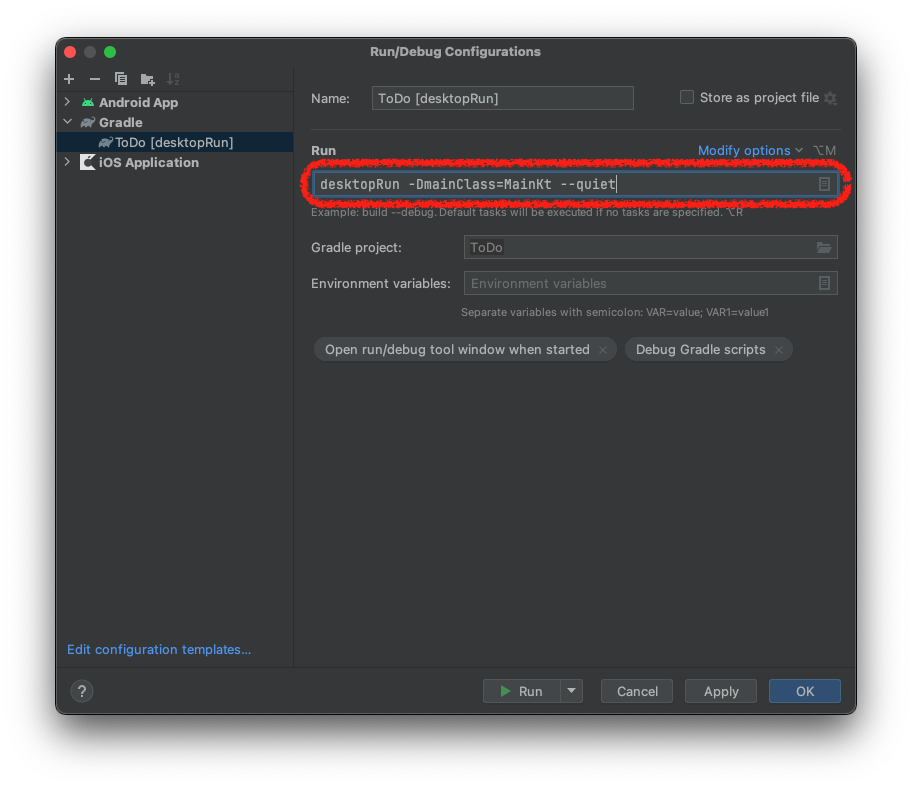 Run/Debug Configurations
Android App
Gradle
ToDo [desktopRun]
iOS Application
Edit configuration templates...
Name: ToDo [desktopRun] Store as project file
Run Modify options ⌥M
desktopRun -DmainClass=MainKt --quiet
Example: build --debug. Default tasks will be executed if no tasks are specified. ⌥R
Gradle project: ToDo
Environment variables: Environment variables
Separate variables with semicolon: VAR=value; VAR1=value1
Open run/debug tool window when started × Debug Gradle scripts ×
? Run Cancel Apply OK